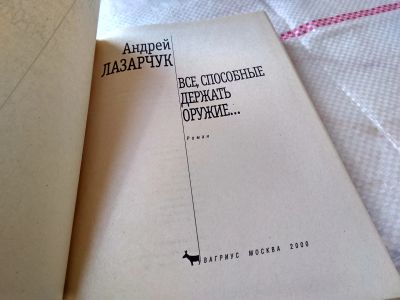 Андрей
ЛАЗАРЧУК
ВСЕ, СПОСОБНЫЕ
ДЕРЖАТЬ
ОРУЖИЕ...
Роман
ВАГРИУС МОСКВА 2000